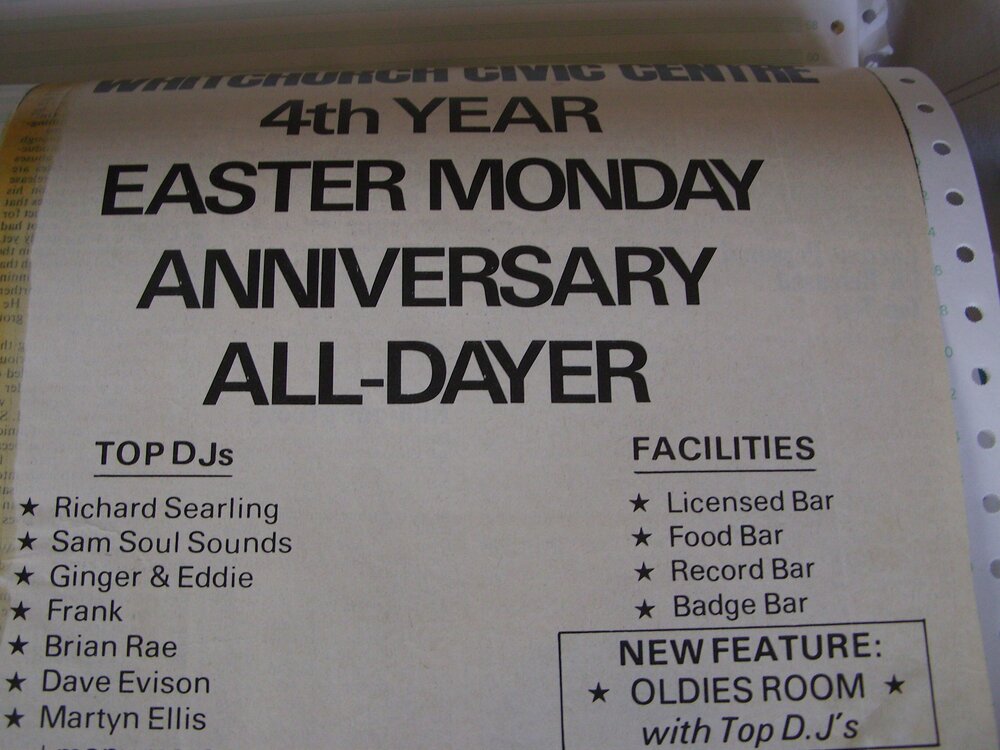 WHITCHURCH CIVIC CENTRE
4th YEAR
EASTER MONDAY
ANNIVERSARY
ALL-DAYER
TOP DJs
★ Richard Searling
★ Sam Soul Sounds
★ Ginger & Eddie
★ Frank
★ Brian Rae
★ Dave Evison
★ Martyn Ellis
FACILITIES
★ Licensed Bar
★ Food Bar
★ Record Bar
★ Badge Bar
NEW FEATURE:
★ OLDIES ROOM ★
with Top D.J's